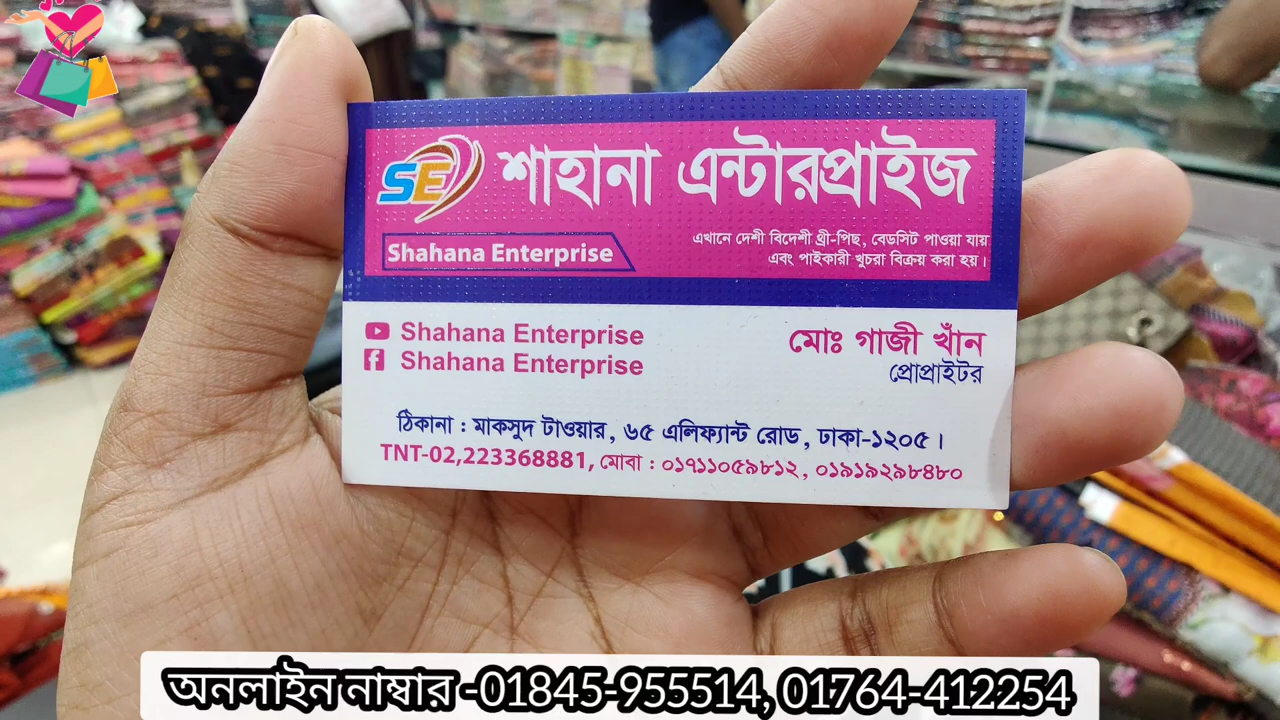 SE শাহানা এন্টারপ্রাইজ
Shahana Enterprise
এখানে দেশী বিদেশী থ্রী-পিছ, বেডসিট পাওয়া যায়
এবং পাইকারী খুচরা বিক্রয় করা হয়।
Shahana Enterprise
Shahana Enterprise
মোঃ গাজী খাঁন
প্রোপ্রাইটর
ঠিকানা : মাকসুদ টাওয়ার, ৬৫ এলিফ্যান্ট রোড, ঢাকা-১২০৫।
TNT-02,223368881, মোবা : ০১৭১১০৫৯৮১২, ০১৯১৯২৯৮৪৮০
অনলাইন নাম্বার -01845-955514, 01764-412254